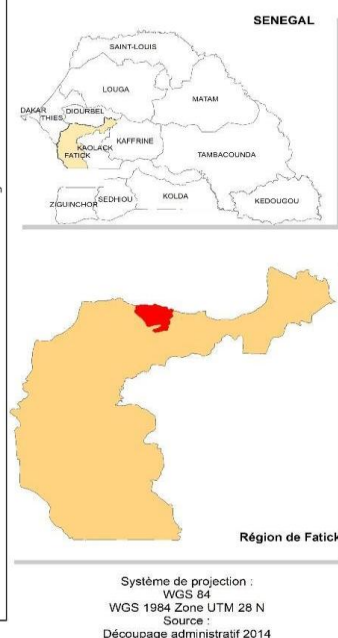 SENEGAL
SAINT-LOUIS
LOUGA
MATAM
DAKAR
THIES
DIOURBEL
KAFFRINE
KAOLACK
FATICK
TAMBACOUNDA
ZIGUINCHOR
SEDHIOU
KOLDA
KEDOUGOU
Région de Fatick
Système de projection :
WGS 84
WGS 1984 Zone UTM 28 N
Source :
Découpage administratif 2014